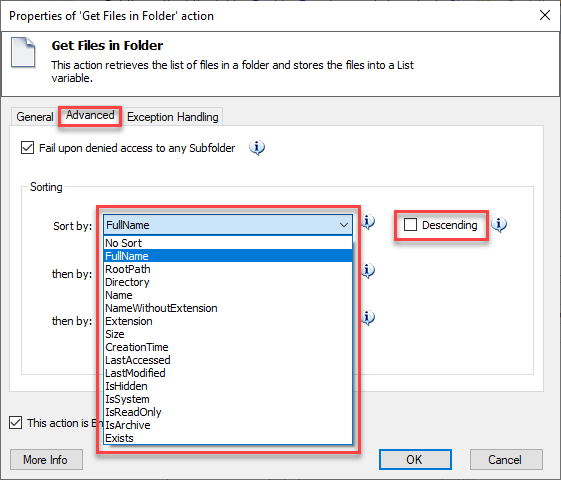 Properties of 'Get Files in Folder' action
Get Files in Folder
This action retrieves the list of files in a folder and stores the files into a List
variable.
General Advanced Exception Handling
Fail upon denied access to any Subfolder
Sorting
Sort by: FullName Descending
No Sort
FullName
RootPath
then by:
Directory
Name
NameWithoutExtension
then by:
Extension
Size
CreationTime
LastAccessed
LastModified
IsHidden
IsSystem
IsReadOnly
This action is
IsArchive
Exists
More Info OK Cancel